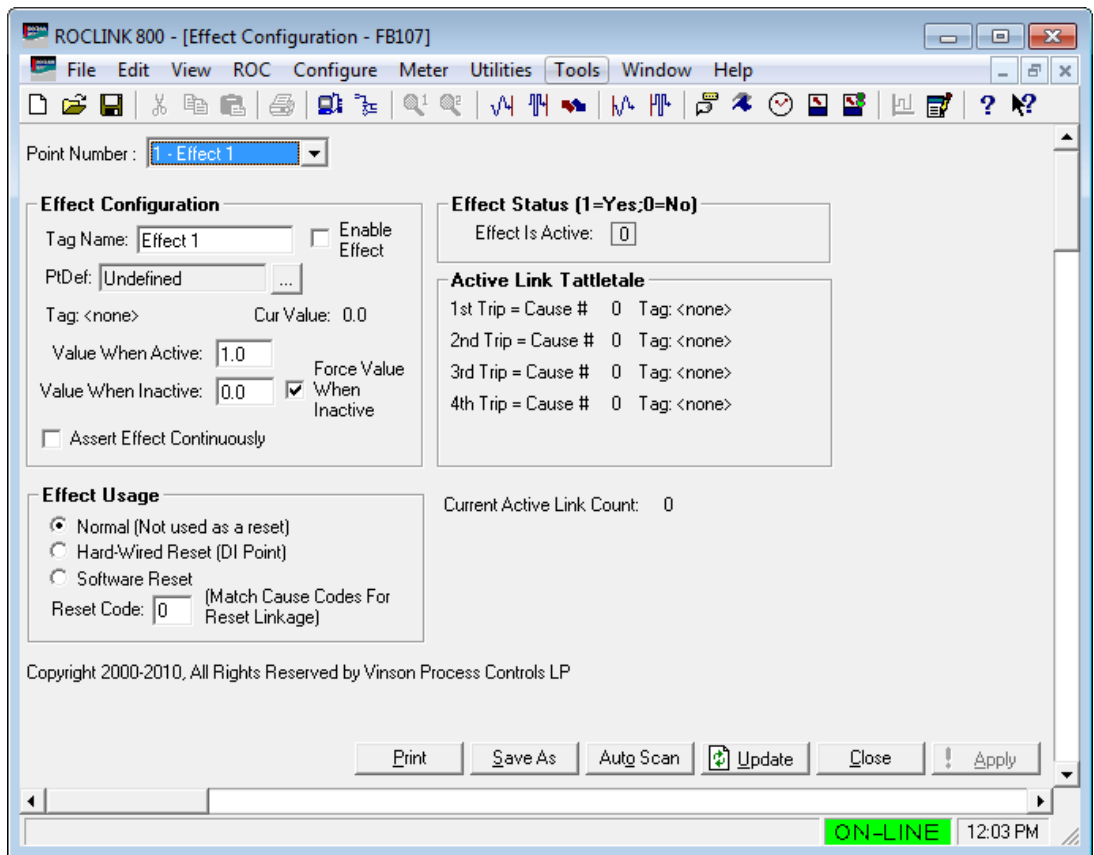 ROCLINK 800 - [Effect Configuration - FB107]
File Edit View ROC Configure Meter Utilities Tools Window Help
Point Number : 1 - Effect 1
Effect Configuration
Tag Name: Effect 1
Enable Effect
PtDef: Undefined ...
Tag: <none> Cur Value: 0.0
Value When Active: 1.0
Value When Inactive: 0.0
Force Value When Inactive
Assert Effect Continuously
Effect Status (1=Yes;0=No)
Effect Is Active: 0
Active Link Tattletale
1st Trip = Cause # 0 Tag: <none>
2nd Trip = Cause # 0 Tag: <none>
3rd Trip = Cause # 0 Tag: <none>
4th Trip = Cause # 0 Tag: <none>
Effect Usage
Normal (Not used as a reset)
Hard-Wired Reset (DI Point)
Software Reset
Reset Code: 0
(Match Cause Codes For
Reset Linkage)
Current Active Link Count: 0
Copyright 2000-2010, All Rights Reserved by Vinson Process Controls LP
Print Save As Auto Scan Update Close ! Apply
ON-LINE 12:03 PM